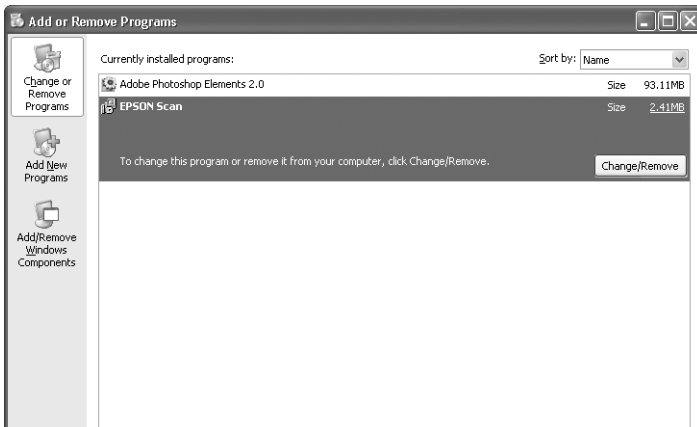 Add or Remove Programs
Change or
Remove
Programs
Add New
Programs
Add/Remove
Windows
Components
Currently installed programs:
Sort by: Name
Adobe Photoshop Elements 2.0 Size 93.11MB
EPSON Scan Size 2.41MB
To change this program or remove it from your computer, click Change/Remove.
Change/Remove